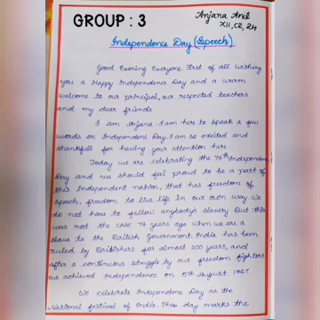 GROUP : 3
Anjana Anil
XII, C2, 24
Independence Day (Speech)
Good Evening Everyone First of all wishing
you a Happy Independence Day and a warm
welcome to our principal, our respected teachers
and my dear friends
I am Anjana I am here to speak a few
words on Independence Day. I am so excited and
thankfull for having your attention here
Today we are celebrating the 74th Independence
Day and we should feel proud to be a part of
this Independent nation, that has freedom of
speech, freedom to live life In our own way We
do not have to follow anybody's slavery But this
was not the case 74 years ago when we are a
slave to the British Government India has been
ruled by Britishers for almost 200 years, and
after a continuous struggle by our freedom fighters
we achieved Independence on 15th August 1947
We celebrate Independence Day as the
National festival of India. This day marks the